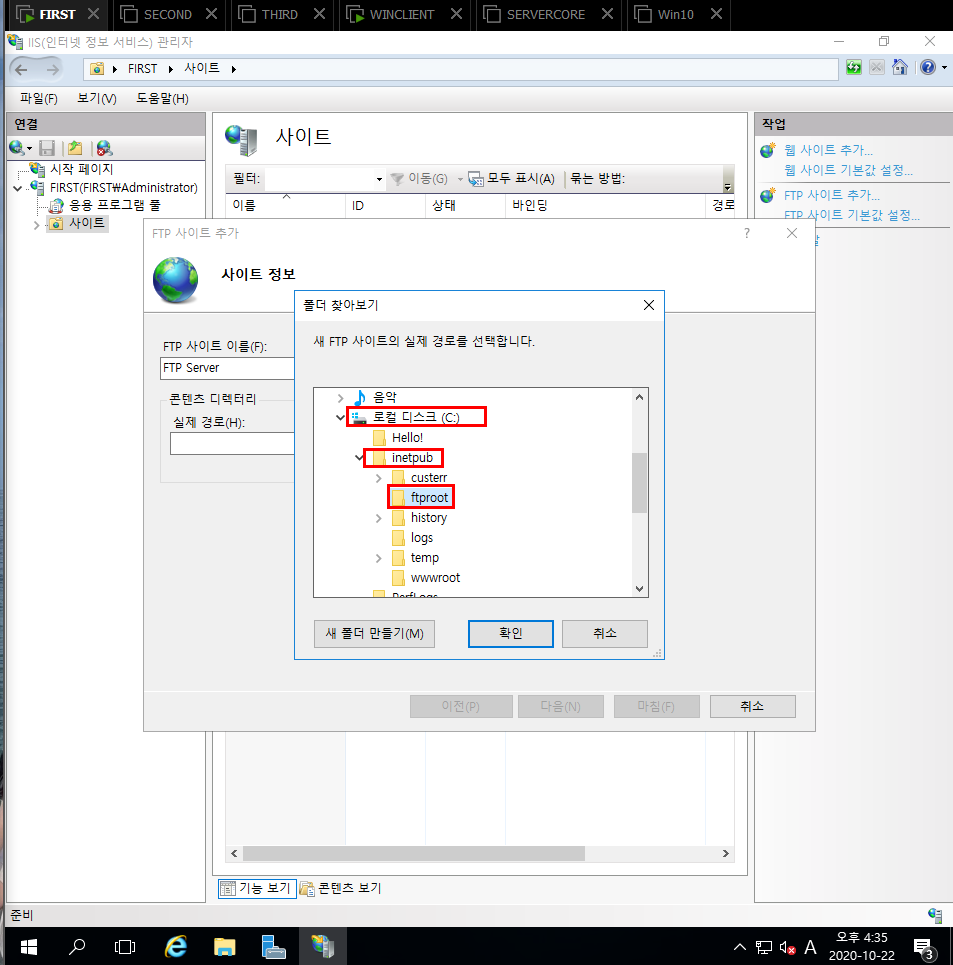 FIRST SECOND THIRD WINCLIENT SERVERCORE Win10
IIS(인터넷 정보 서비스) 관리자
FIRST 사이트
파일(F) 보기(V) 도움말(H)
연결
시작 페이지
FIRST(FIRST₩Administrator)
응용 프로그램 풀
사이트
사이트
필터: 이동(G) 모두 표시(A) 묶는 방법:
이름 ID 상태 바인딩 경로
작업
웹 사이트 추가...
웹 사이트 기본값 설정...
FTP 사이트 추가...
FTP 사이트 기본값 설정...
FTP 사이트 추가
?
사이트 정보
FTP 사이트 이름(F):
FTP Server
콘텐츠 디렉터리
실제 경로(H):
폴더 찾아보기
새 FTP 사이트의 실제 경로를 선택합니다.
음악
로컬 디스크 (C:)
Hello!
inetpub
custerr
ftproot
history
logs
temp
wwwroot
PerfLogs
새 폴더 만들기(M) 확인 취소
이전(P) 다음(N) 마침(F) 취소
기능 보기 콘텐츠 보기
준비
A
오후 4:35
2020-10-22
3